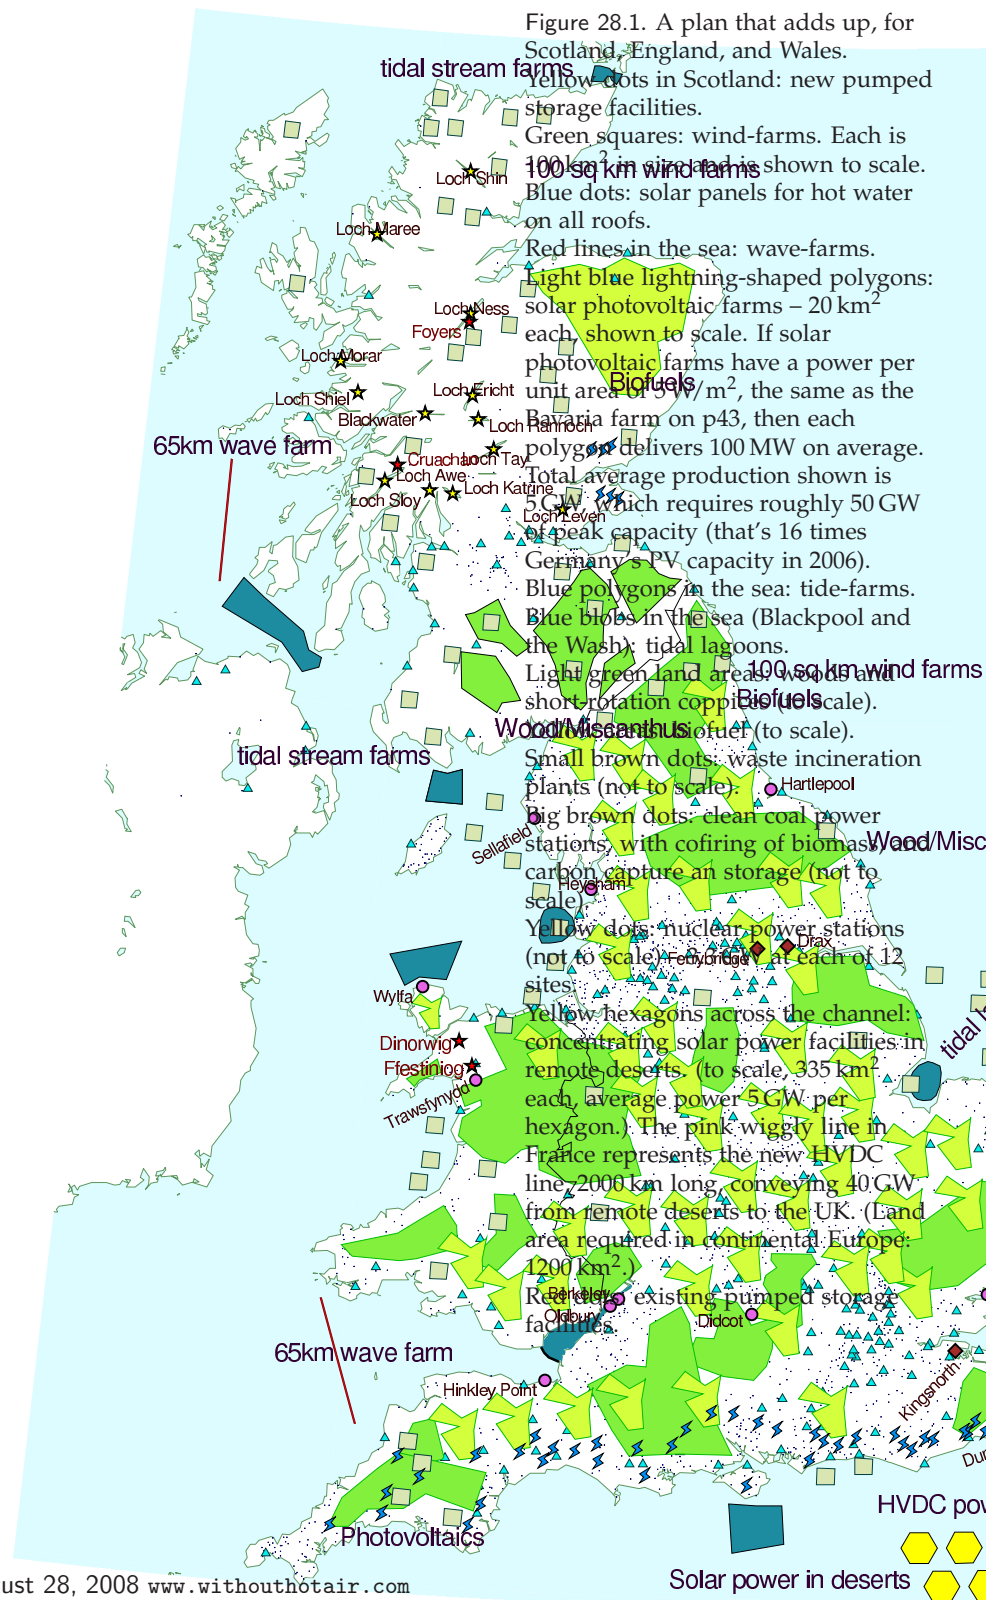 Figure 28.1. A plan that adds up, for
Scotland, England, and Wales.
Yellow dots in Scotland: new pumped
storage facilities.
Green squares: wind-farms. Each is
100 km² in size and is shown to scale.
Blue dots: solar panels for hot water
on all roofs.
Red lines in the sea: wave-farms.
Light blue lightning-shaped polygons:
solar photovoltaic farms – 20 km²
each, shown to scale. If solar
photovoltaic farms have a power per
unit area of 5 W/m², the same as the
Bavaria farm on p43, then each
polygon delivers 100 MW on average.
Total average production shown is
5 GW, which requires roughly 50 GW
of peak capacity (that's 16 times
Germany's PV capacity in 2006).
Blue polygons in the sea: tide-farms.
Blue blobs in the sea (Blackpool and
the Wash): tidal lagoons.
Light green land areas: woods and
short-rotation coppices (to scale).
Yellow areas: biofuel (to scale).
Small brown dots: waste incineration
plants (not to scale).
Big brown dots: clean coal power
stations, with cofiring of biomass, and
carbon capture an storage (not to
scale).
Yellow dots: nuclear power stations
(not to scale) – 3.3 GW at each of 12
sites.
Yellow hexagons across the channel:
concentrating solar power facilities in
remote deserts. (to scale, 335 km²
each, average power 5 GW per
hexagon.) The pink wiggly line in
France represents the new HVDC
line, 2000 km long, conveying 40 GW
from remote deserts to the UK. (Land
area required in continental Europe:
1200 km².)
Red dots: existing pumped storage
facilities.
tidal stream farms
100 sq km wind farms
Loch Shin
Loch Maree
Loch Ness
Foyers
Loch Morar
Biofuels
Loch Ericht
Loch Shiel
Blackwater
Loch Rannoch
65km wave farm
Cruachan
Loch Tay
Loch Awe
Loch Sloy
Loch Katrine
Loch Leven
100 sq km wind farms
Biofuels
Wood/Miscanthus
tidal stream farms
Hartlepool
Sellafield
Wood/Misc
Heysham
Drax
Ferrybridge
Wylfa
tidal l
Dinorwig
Ffestiniog
Trawsfynydd
Berkeley
Oldbury
Didcot
65km wave farm
Hinkley Point
Kingsnorth
Dun
HVDC pow
Photovoltaics
Solar power in deserts
ust 28, 2008 www.withouthotair.com